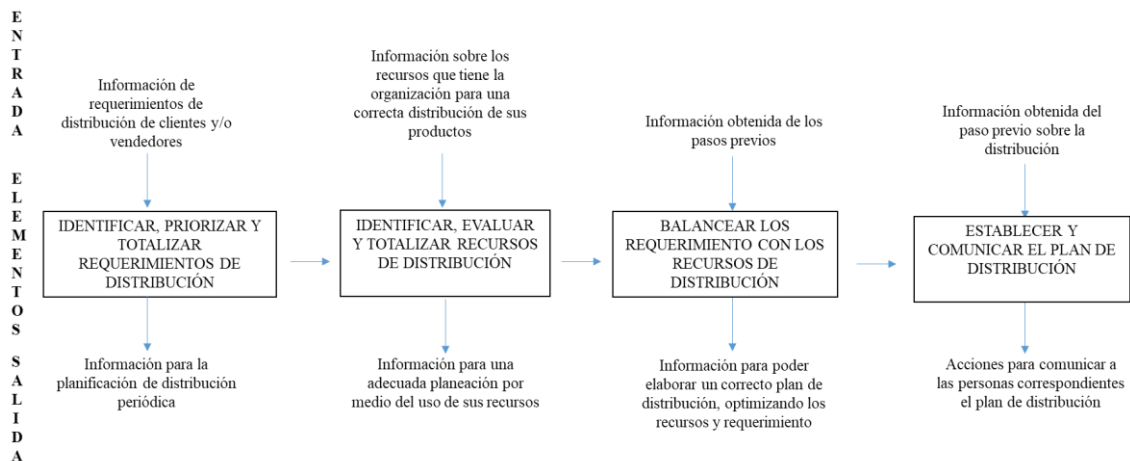 ENTRADA
Información de
requerimientos de
distribución de clientes y/o
vendedores
Información sobre los
recursos que tiene la
organización para una
correcta distribución de sus
productos
Información obtenida de los
pasos previos
Información obtenida del
paso previo sobre la
distribución
ELEMENTOS
IDENTIFICAR, PRIORIZAR Y
TOTALIZAR
REQUERIMIENTOS DE
DISTRIBUCIÓN
IDENTIFICAR, EVALUAR
Y TOTALIZAR RECURSOS
DE DISTRIBUCIÓN
BALANCEAR LOS
REQUERIMIENTO CON LOS
RECURSOS DE
DISTRIBUCIÓN
ESTABLECER Y
COMUNICAR EL PLAN DE
DISTRIBUCIÓN
SALIDA
Información para la
planificación de distribución
periódica
Información para una
adecuada planeación por
medio del uso de sus recursos
Información para poder
elaborar un correcto plan de
distribución, optimizando los
recursos y requerimiento
Acciones para comunicar a
las personas correspondientes
el plan de distribución